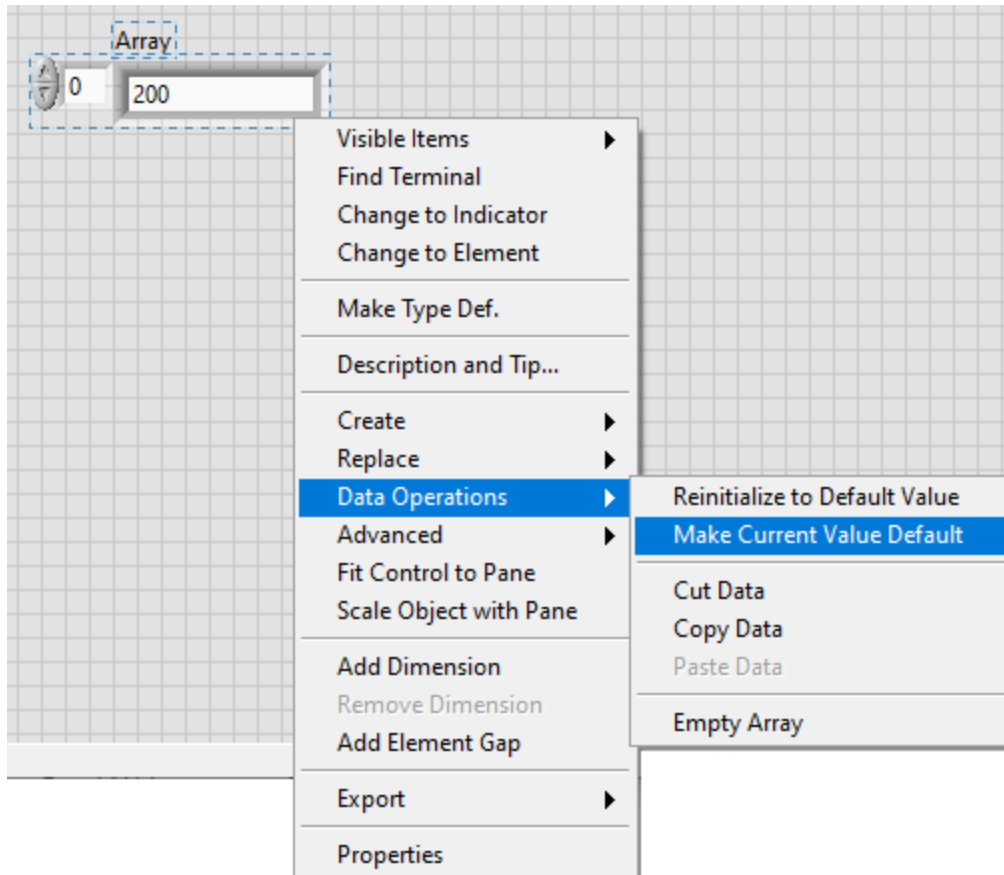 Array
0
200
Visible Items
Find Terminal
Change to Indicator
Change to Element
Make Type Def.
Description and Tip...
Create
Replace
Data Operations
Advanced
Fit Control to Pane
Scale Object with Pane
Add Dimension
Remove Dimension
Add Element Gap
Export
Properties
Reinitialize to Default Value
Make Current Value Default
Cut Data
Copy Data
Paste Data
Empty Array